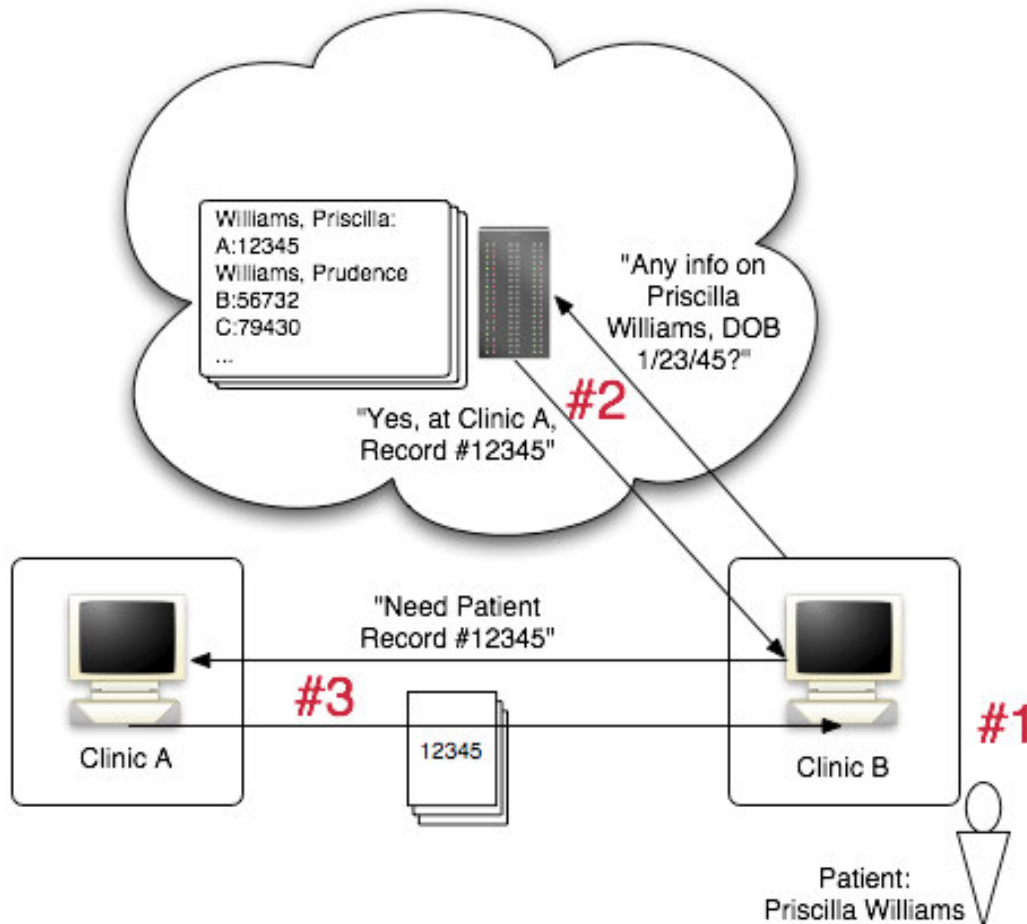 Williams, Priscilla:
A:12345
Williams, Prudence
B:56732
C:79430
...
"Any info on
Priscilla
Williams, DOB
1/23/45?"
#2
"Yes, at Clinic A,
Record #12345"
"Need Patient
Record #12345"
#3
12345
Clinic A
Clinic B
#1
Patient:
Priscilla Williams